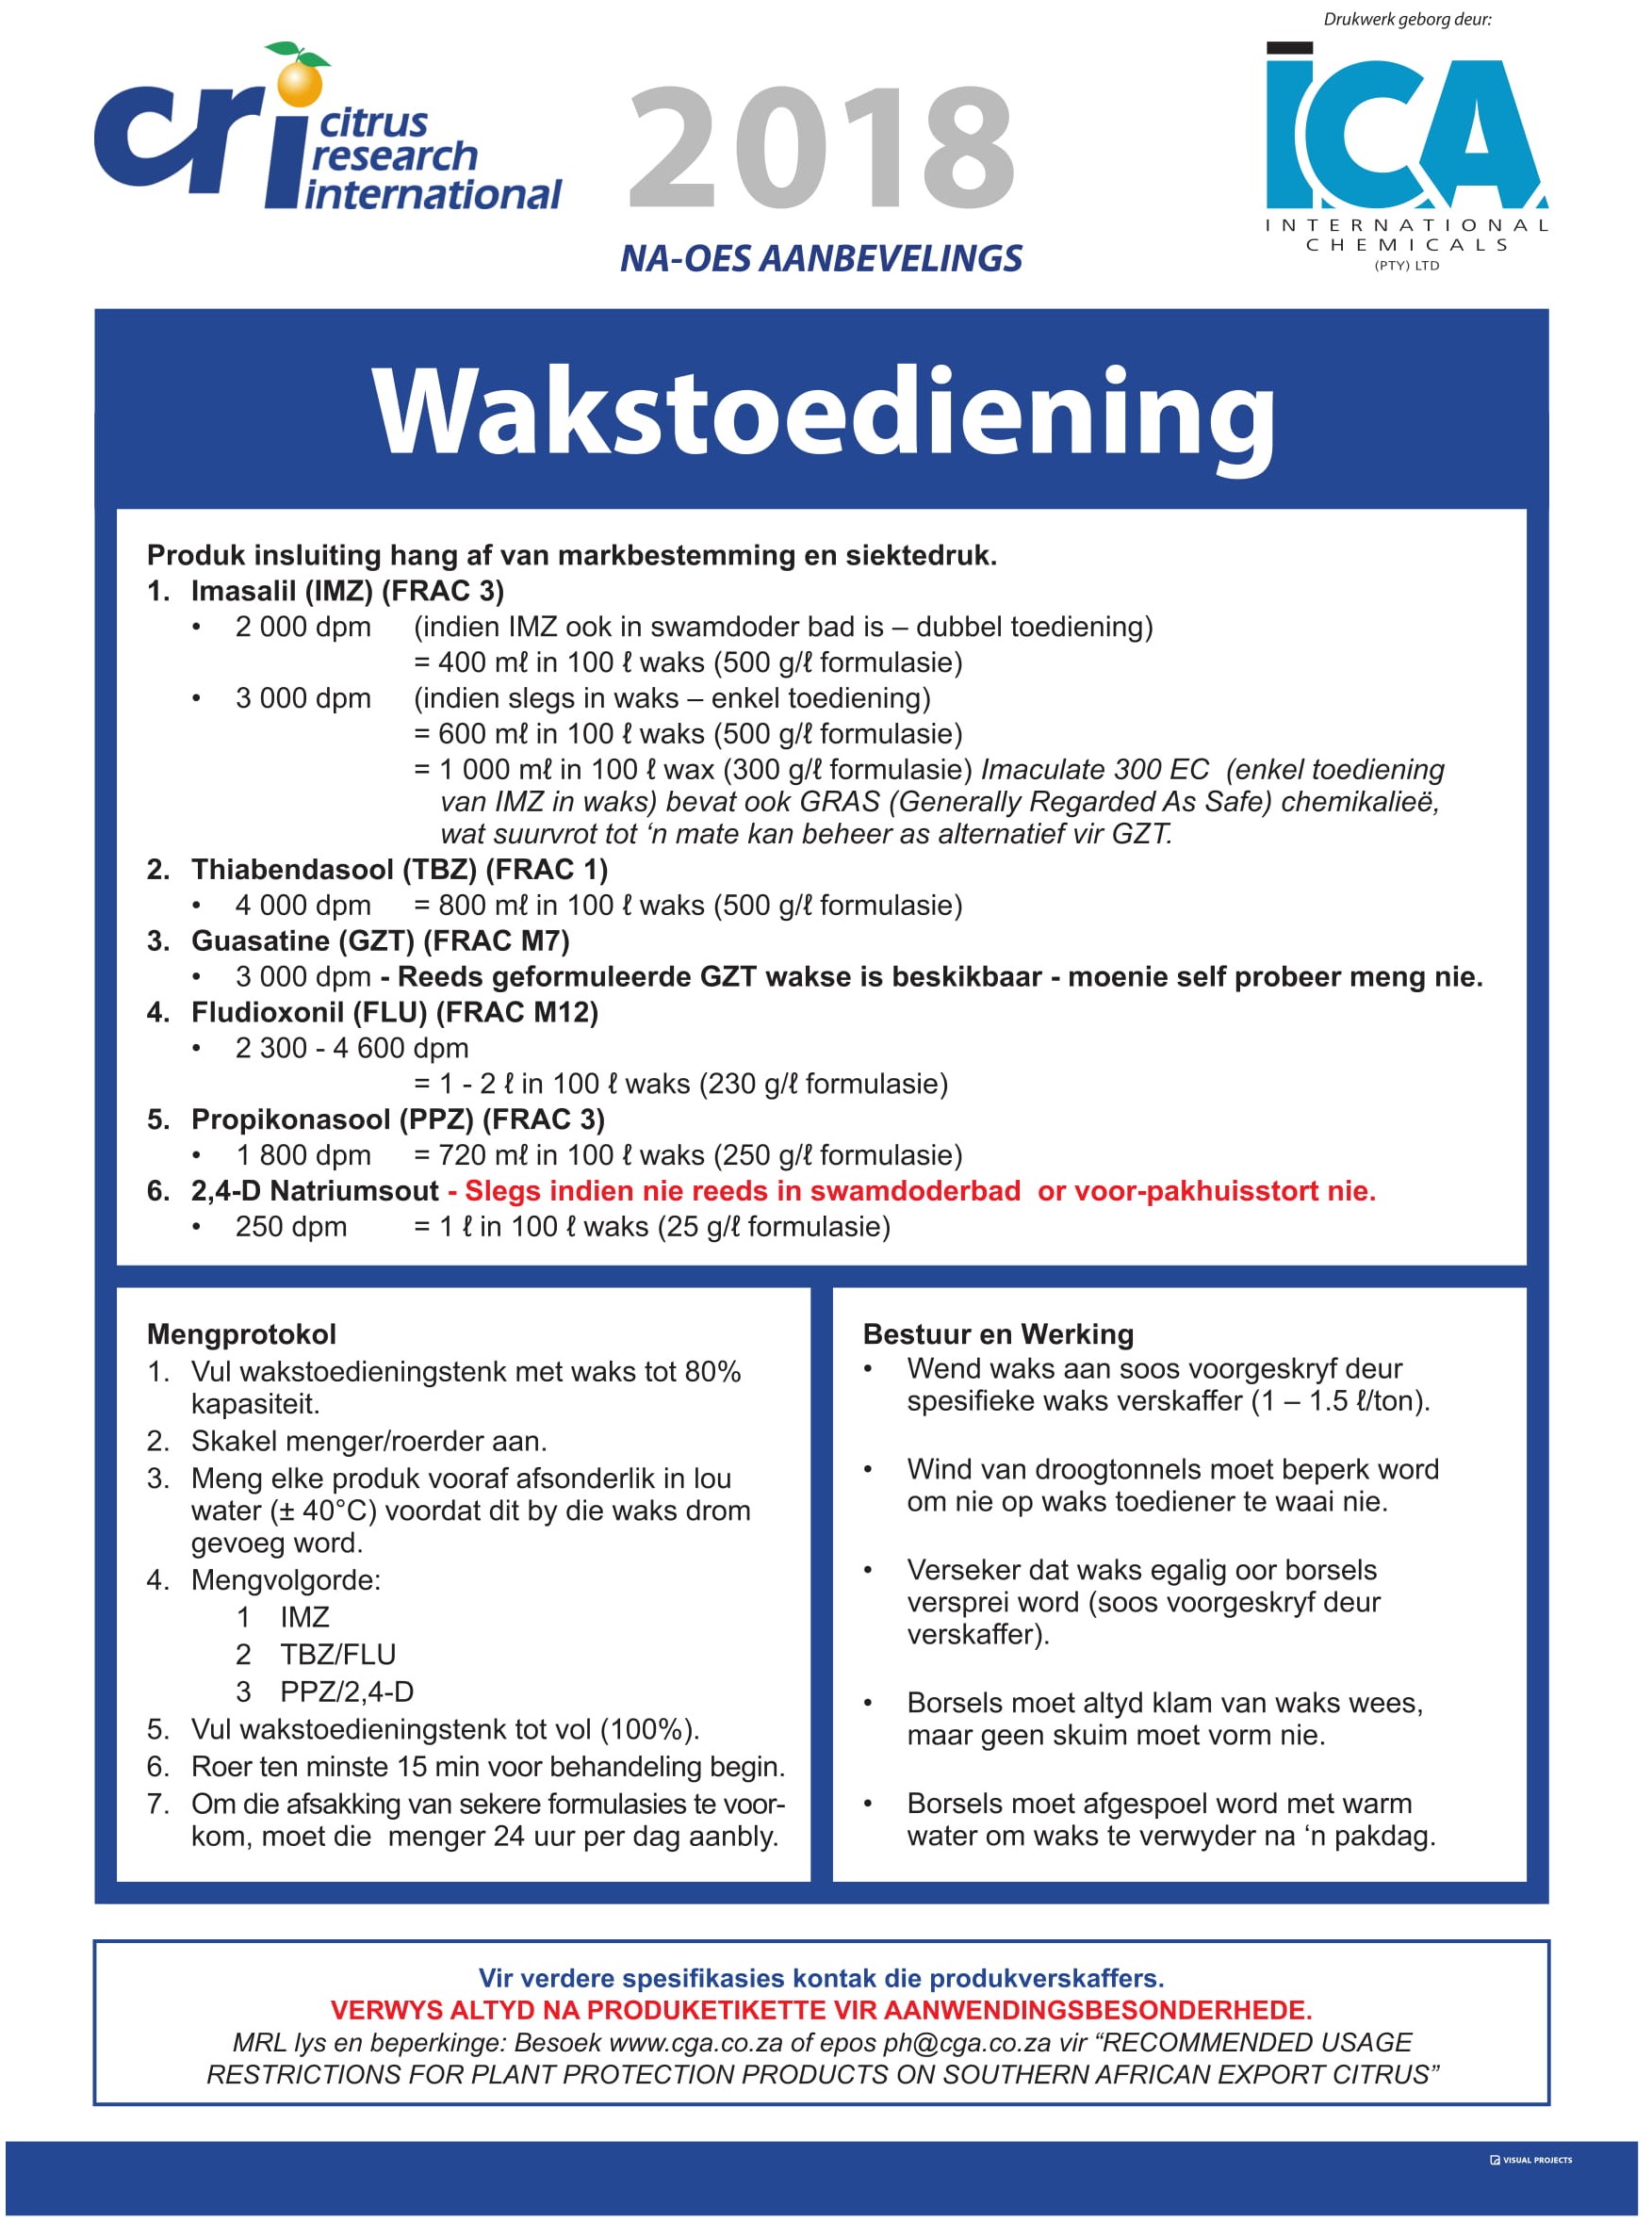 Drukwerk geborg deur:
cri citrus
research
international
2018
NA-OES AANBEVELINGS
ICA
INTERNATIONAL
CHEMICALS
(PTY) LTD
Wakstoediening
Produk insluiting hang af van markbestemming en siektedruk.
1. Imasalil (IMZ) (FRAC 3)
• 2 000 dpm (indien IMZ ook in swamdoder bad is – dubbel toediening)
= 400 mℓ in 100 ℓ waks (500 g/ℓ formulasie)
• 3 000 dpm (indien slegs in waks – enkel toediening)
= 600 mℓ in 100 ℓ waks (500 g/ℓ formulasie)
= 1 000 mℓ in 100 ℓ wax (300 g/ℓ formulasie) Imaculate 300 EC (enkel toediening
van IMZ in waks) bevat ook GRAS (Generally Regarded As Safe) chemikalieë,
wat suurvrot tot ‘n mate kan beheer as alternatief vir GZT.
2. Thiabendasool (TBZ) (FRAC 1)
• 4 000 dpm = 800 mℓ in 100 ℓ waks (500 g/ℓ formulasie)
3. Guasatine (GZT) (FRAC M7)
• 3 000 dpm - Reeds geformuleerde GZT wakse is beskikbaar - moenie self probeer meng nie.
4. Fludioxonil (FLU) (FRAC M12)
• 2 300 - 4 600 dpm
= 1 - 2 ℓ in 100 ℓ waks (230 g/ℓ formulasie)
5. Propikonasool (PPZ) (FRAC 3)
• 1 800 dpm = 720 mℓ in 100 ℓ waks (250 g/ℓ formulasie)
6. 2,4-D Natriumsout - Slegs indien nie reeds in swamdoderbad or voor-pakhuisstort nie.
• 250 dpm = 1 ℓ in 100 ℓ waks (25 g/ℓ formulasie)
Mengprotokol
1. Vul wakstoedieningstenk met waks tot 80%
kapasiteit.
2. Skakel menger/roerder aan.
3. Meng elke produk vooraf afsonderlik in lou
water (± 40°C) voordat dit by die waks drom
gevoeg word.
4. Mengvolgorde:
1 IMZ
2 TBZ/FLU
3 PPZ/2,4-D
5. Vul wakstoedieningstenk tot vol (100%).
6. Roer ten minste 15 min voor behandeling begin.
7. Om die afsakking van sekere formulasies te voor-
kom, moet die menger 24 uur per dag aanbly.
Bestuur en Werking
• Wend waks aan soos voorgeskryf deur
spesifieke waks verskaffer (1 – 1.5 ℓ/ton).
• Wind van droogtonnels moet beperk word
om nie op waks toediener te waai nie.
• Verseker dat waks egalig oor borsels
versprei word (soos voorgeskryf deur
verskaffer).
• Borsels moet altyd klam van waks wees,
maar geen skuim moet vorm nie.
• Borsels moet afgespoel word met warm
water om waks te verwyder na ‘n pakdag.
Vir verdere spesifikasies kontak die produkverskaffers.
VERWYS ALTYD NA PRODUKETIKETTE VIR AANWENDINGSBESONDERHEDE.
MRL lys en beperkinge: Besoek www.cga.co.za of epos ph@cga.co.za vir “RECOMMENDED USAGE
RESTRICTIONS FOR PLANT PROTECTION PRODUCTS ON SOUTHERN AFRICAN EXPORT CITRUS”
VISUAL PROJECTS